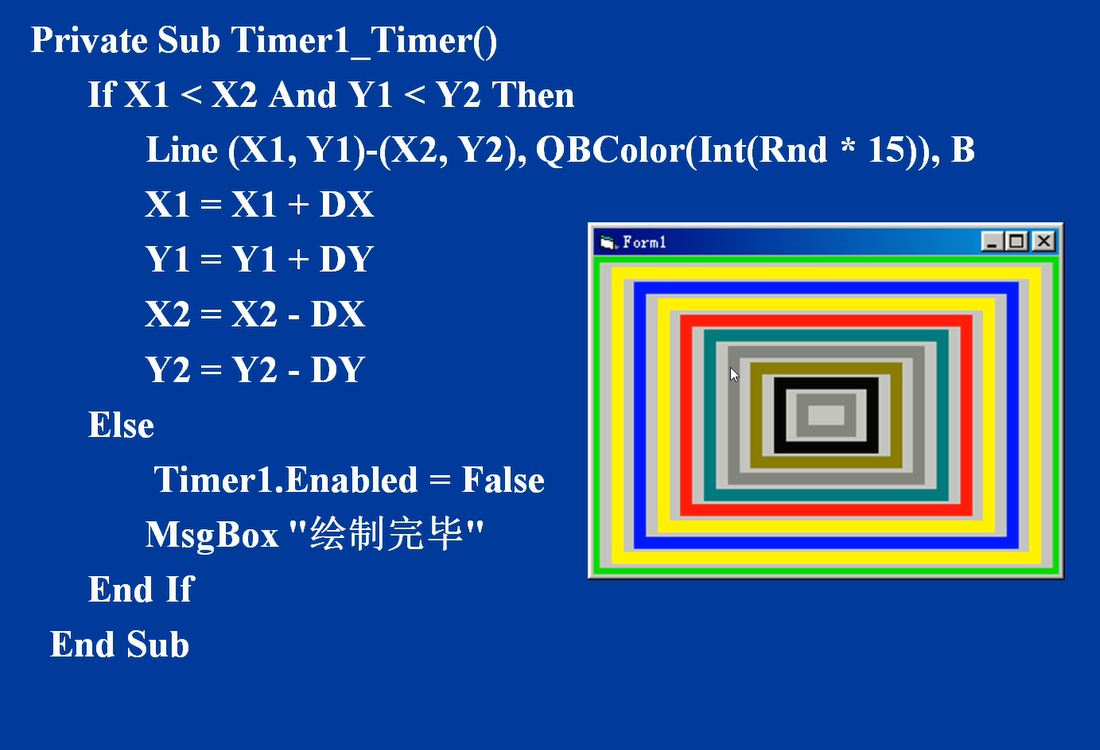 Private Sub Timer1_Timer()
If X1 < X2 And Y1 < Y2 Then
Line (X1, Y1)-(X2, Y2), QBColor(Int(Rnd * 15)), B
X1 = X1 + DX
Y1 = Y1 + DY
X2 = X2 - DX
Y2 = Y2 - DY
Else
Timer1.Enabled = False
MsgBox "绘制完毕"
End If
End Sub
Form1